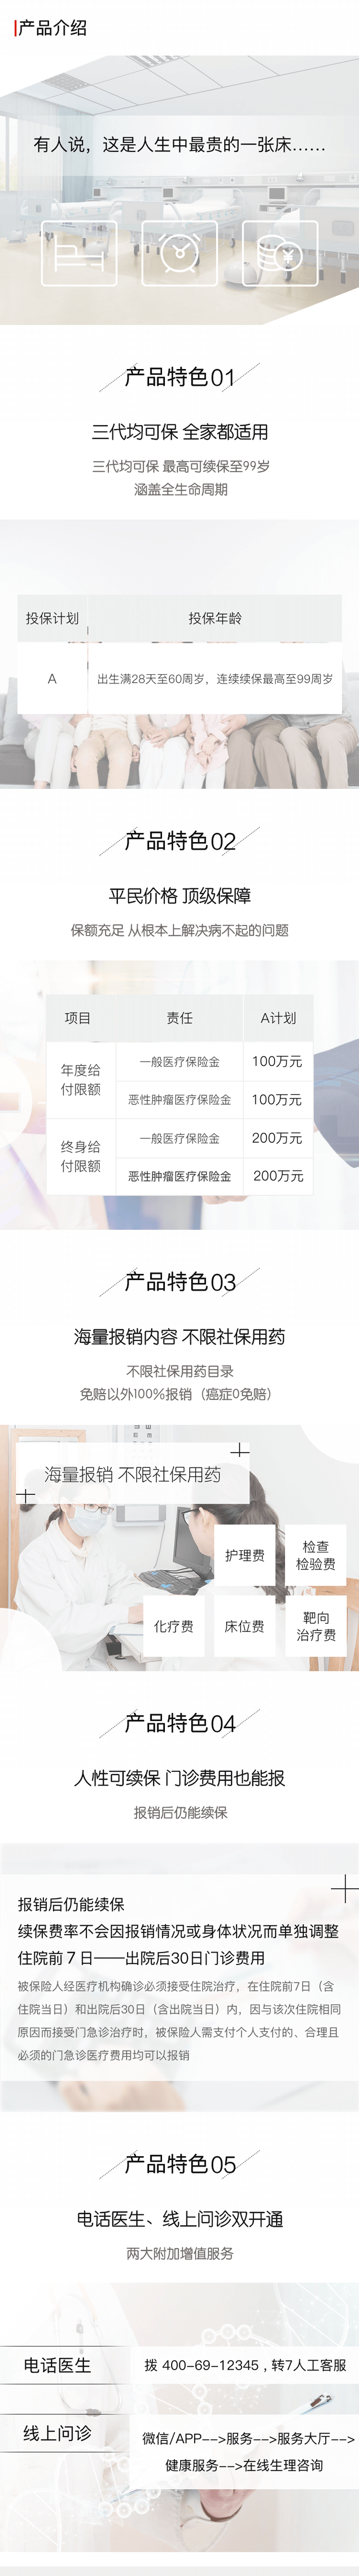 产品介绍
有人说，这是人生中最贵的一张床……
产品特色01
三代均可保 全家都适用
三代均可保 最高可续保至99岁
涵盖全生命周期
投保计划 投保年龄
A 出生满28天至60周岁，连续续保最高至99周岁
产品特色02
平民价格 顶级保障
保额充足 从根本上解决病不起的问题
项目 责任 A计划
年度给付限额 一般医疗保险金 100万元
恶性肿瘤医疗保险金 100万元
终身给付限额 一般医疗保险金 200万元
恶性肿瘤医疗保险金 200万元
产品特色03
海量报销内容 不限社保用药
不限社保用药目录
免赔以外100%报销（癌症0免赔）
海量报销 不限社保用药
护理费
检查
检验费
化疗费
床位费
靶向
治疗费
产品特色04
人性可续保 门诊费用也能报
报销后仍能续保
报销后仍能续保
续保费率不会因报销情况或身体状况而单独调整
住院前7日——出院后30日门诊费用
被保险人经医疗机构确诊必须接受住院治疗，在住院前7日（含
住院当日）和出院后30日（含出院当日）内，因与该次住院相同
原因而接受门急诊治疗时，被保险人需支付个人支付的、合理且
必须的门急诊医疗费用均可以报销
产品特色05
电话医生、线上问诊双开通
两大附加增值服务
电话医生 拨 400-69-12345，转7人工客服
线上问诊 微信/APP-->服务-->服务大厅-->
健康服务-->在线生理咨询